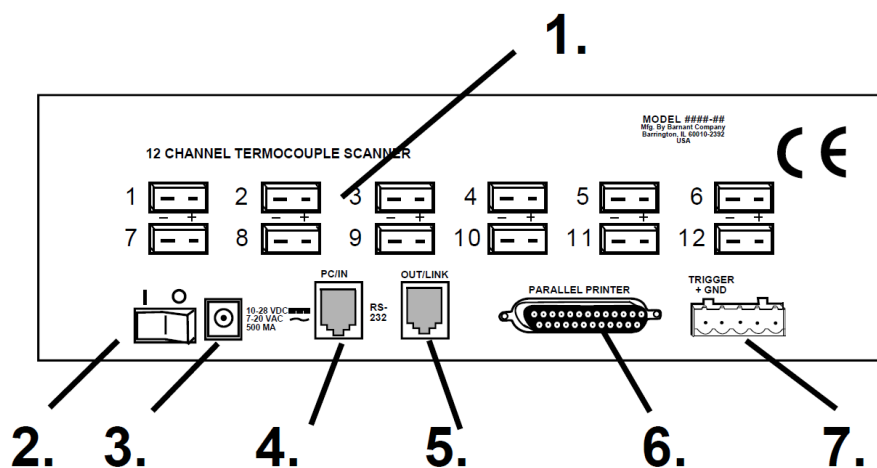 1.
MODEL ####-##
Mfg. By Barnant Company
Barrington, IL 60010-2392
USA
CE
12 CHANNEL TERMOCOUPLE SCANNER
1 2 3 4 5 6
− + − + − + − + − + − +
7 8 9 10 11 12
I O
10-28 VDC
7-20 VAC
500 MA
PC/IN
RS-
232
OUT/LINK
PARALLEL PRINTER
TRIGGER
+ GND
2. 3. 4. 5. 6. 7.